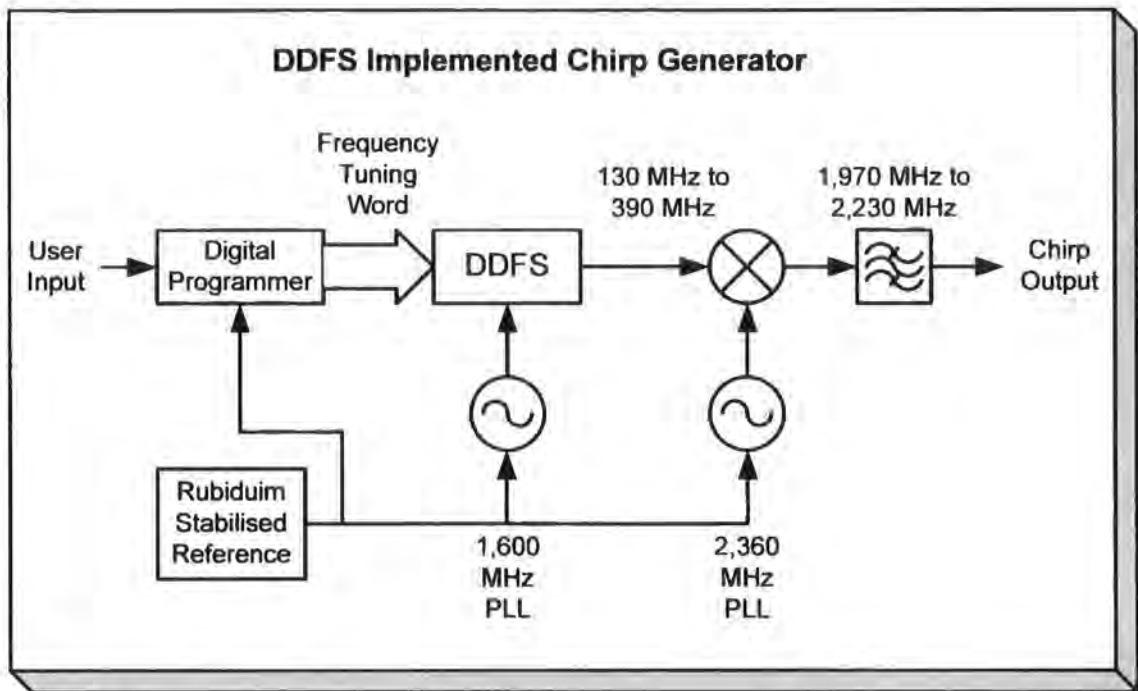 DDFS Implemented Chirp Generator
Frequency
Tuning
Word
130 MHz to
390 MHz
1,970 MHz to
2,230 MHz
User
Input
Digital
Programmer
DDFS
Chirp
Output
Rubiduim
Stabilised
Reference
1,600
MHz
PLL
2,360
MHz
PLL